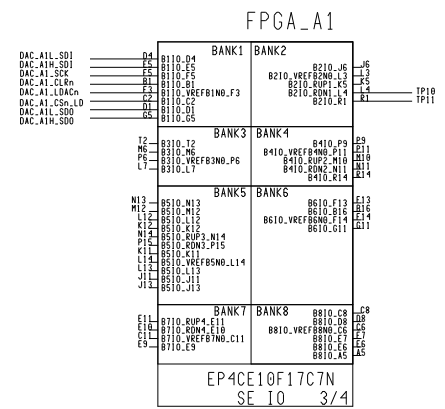 FPGA_A1
BANK1 BANK2
DAC_A1L_SDI D4 B1IO_D4
DAC_A1H_SDI E5 B1IO_E5
DAC_A1_SCK F5 B1IO_F5
DAC_A1_CLRn B1 B1IO_B1
DAC_A1_LDACn F3 B1IO_VREFB1N0_F3
DAC_A1_CSn_LD C2 B1IO_C2
DAC_A1L_SDO D1 B1IO_D1
DAC_A1H_SDO G5 B1IO_G5
B2IO_J6 J6
B2IO_VREFB2N0_L3 L3
B2IO_RUP1_K5 K5
B2IO_RDN1_L4 L4 TP10
B2IO_R1 R1 TP11
BANK3 BANK4
T2 B3IO_T2
M6 B3IO_M6
P6 B3IO_VREFB3N0_P6
L7 B3IO_L7
B4IO_P9 P9
B4IO_VREFB4N0_P11 P11
B4IO_RUP2_M10 M10
B4IO_RDN2_N11 N11
B4IO_R14 R14
BANK5 BANK6
N13 B5IO_N13
M12 B5IO_M12
L12 B5IO_L12
K12 B5IO_K12
N14 B5IO_RUP3_N14
P15 B5IO_RDN3_P15
K11 B5IO_K11
L14 B5IO_VREFB5N0_L14
L13 B5IO_L13
J11 B5IO_J11
J13 B5IO_J13
B6IO_F13 F13
B6IO_B16 B16
B6IO_VREFB6N0_F14 F14
B6IO_G11 G11
BANK7 BANK8
E11 B7IO_RUP4_E11
E10 B7IO_RDN4_E10
C11 B7IO_VREFB7N0_C11
E9 B7IO_E9
B8IO_C8 C8
B8IO_D8 D8
B8IO_VREFB8N0_C6 C6
B8IO_E7 E7
B8IO_E6 E6
B8IO_A5 A5
EP4CE10F17C7N
SE IO 3/4